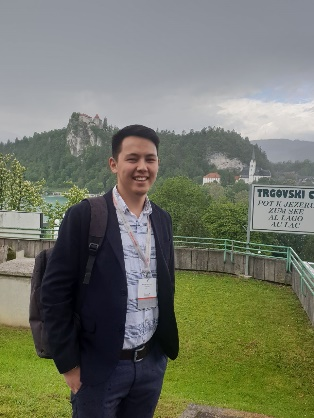 TRGOVSKI C
POT K JEZERU
ZUM SEE
AL LAGO
AU LAC